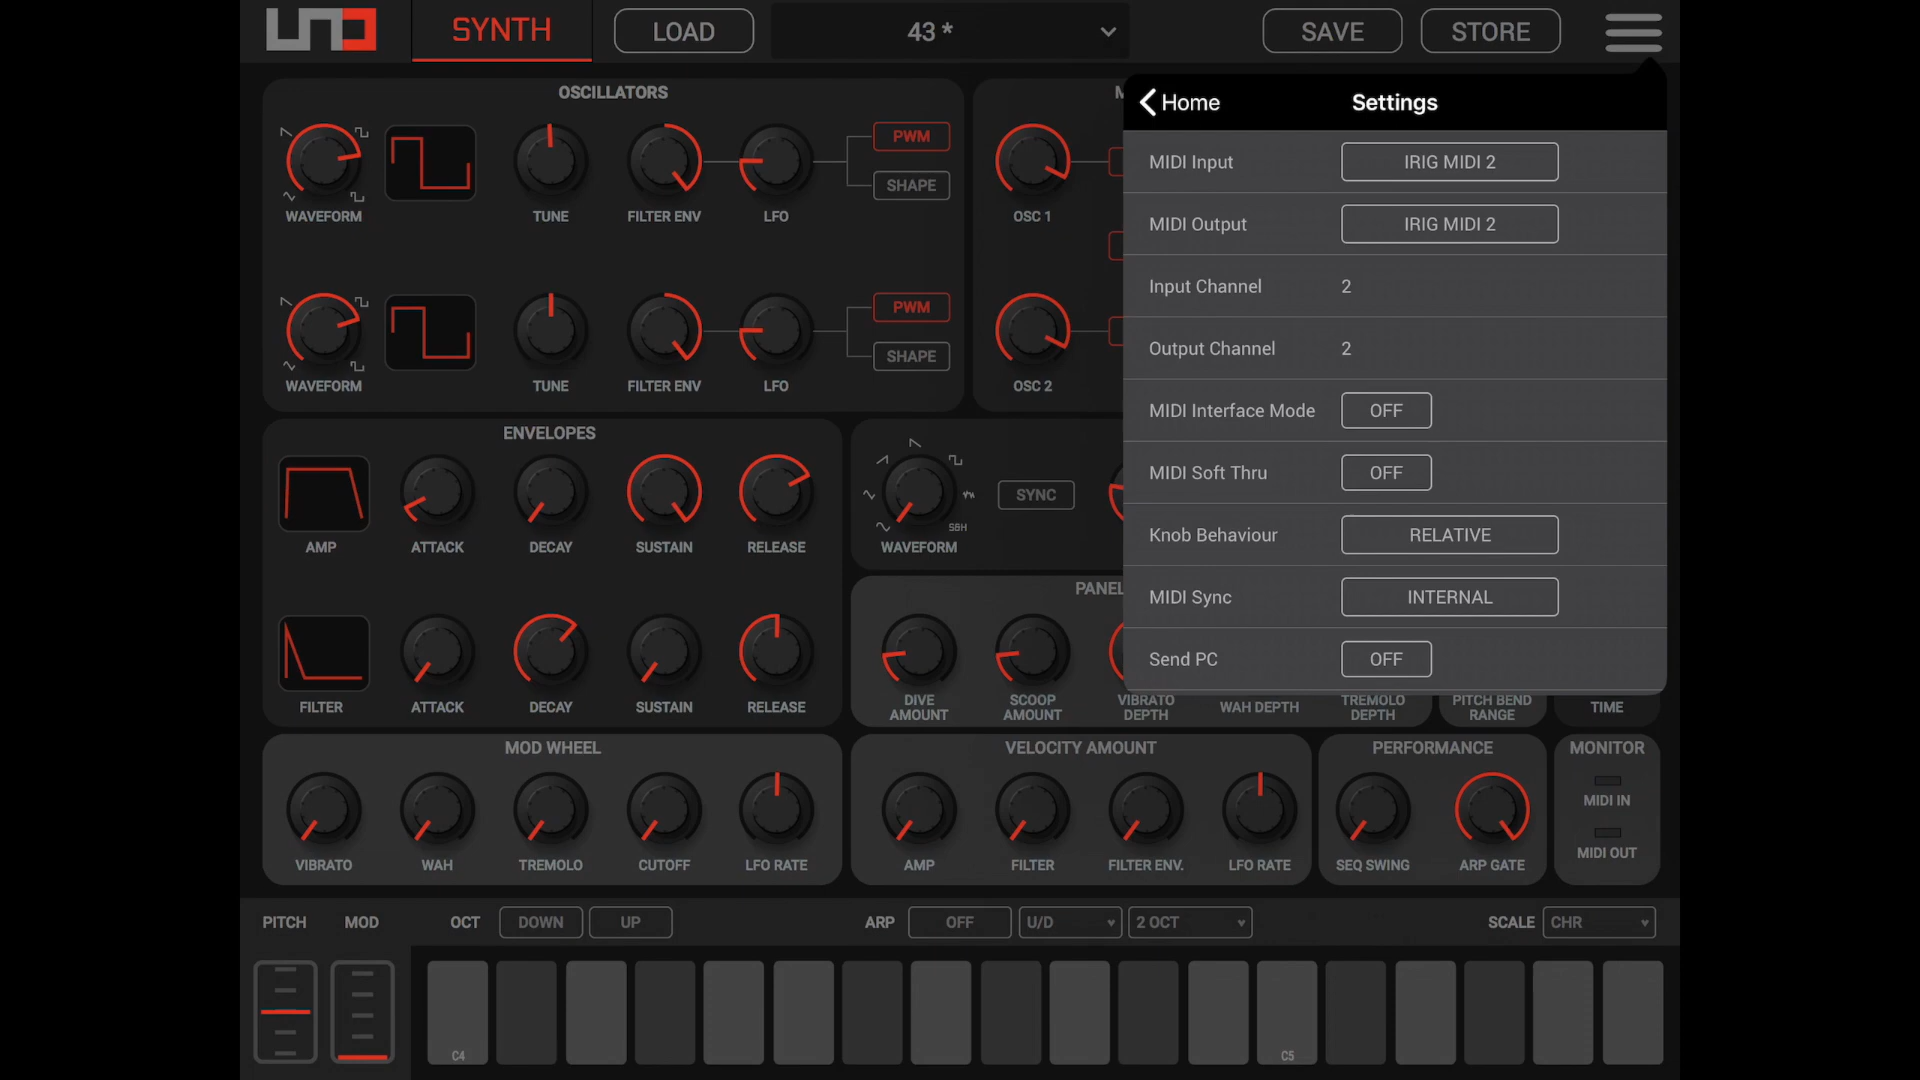 UNO
SYNTH
LOAD
43 *
SAVE
STORE
Home
Settings
MIDI Input
IRIG MIDI 2
MIDI Output
IRIG MIDI 2
Input Channel
2
Output Channel
2
MIDI Interface Mode
OFF
MIDI Soft Thru
OFF
Knob Behaviour
RELATIVE
MIDI Sync
INTERNAL
Send PC
OFF
OSCILLATORS
WAVEFORM
TUNE
FILTER ENV
LFO
PWM
SHAPE
OSC 1
WAVEFORM
TUNE
FILTER ENV
LFO
PWM
SHAPE
OSC 2
ENVELOPES
AMP
ATTACK
DECAY
SUSTAIN
RELEASE
FILTER
ATTACK
DECAY
SUSTAIN
RELEASE
S&H
WAVEFORM
SYNC
PANEL
DIVE AMOUNT
SCOOP AMOUNT
VIBRATO DEPTH
WAH DEPTH
TREMOLO DEPTH
PITCH BEND RANGE
TIME
MOD WHEEL
VIBRATO
WAH
TREMOLO
CUTOFF
LFO RATE
VELOCITY AMOUNT
AMP
FILTER
FILTER ENV.
LFO RATE
PERFORMANCE
SEQ SWING
ARP GATE
MONITOR
MIDI IN
MIDI OUT
PITCH
MOD
OCT
DOWN
UP
ARP
OFF
U/D
2 OCT
SCALE
CHR
C4
C5